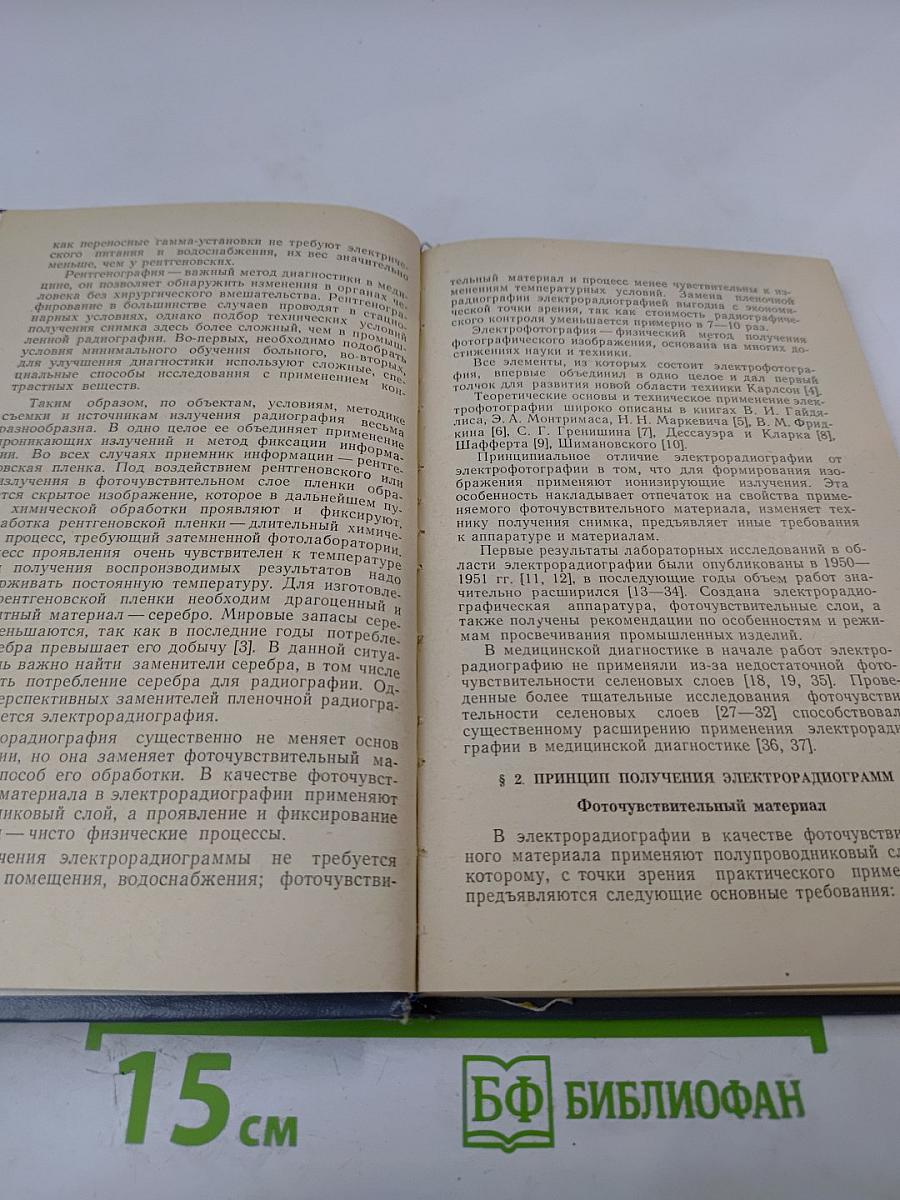 как переносные гамма-установки не требуют электриче-
ского питания и водоснабжения, их вес значительно
меньше, чем у рентгеновских.
Рентгенография — важный метод диагностики в меди-
цине, он позволяет обнаружить изменения в органах че-
ловека без хирургического вмешательства. Рентгеногра-
фирование в большинстве случаев проводят в стацио-
нарных условиях, однако подбор технических условий
получения снимка здесь более сложный, чем в промыш-
ленной радиографии. Во-первых, необходимо подобрать
условия минимального обучения больного, во-вторых,
для улучшения диагностики используют сложные, спе-
циальные способы исследования с применением кон-
трастных веществ.
Таким образом, по объектам, условиям, методике
съемки и источникам излучения радиография весьма
разнообразна. В одно целое ее объединяет применение
проникающих излучений и метод фиксации информа-
ии. Во всех случаях приемник информации — рентге-
овская пленка. Под воздействием рентгеновского или
излучения в фоточувствительном слое пленки обра-
ется скрытое изображение, которое в дальнейшем пу-
химической обработки проявляют и фиксируют.
аботка рентгеновской пленки — длительный химиче-
процесс, требующий затемненной фотолаборатории.
есс проявления очень чувствителен к температуре
получения воспроизводимых результатов надо
рживать постоянную температуру. Для изготовле-
рентгеновской пленки необходим драгоценный и
итный материал — серебро. Мировые запасы сере-
еньшаются, так как в последние годы потребле-
ебра превышает его добычу [3]. В данной ситуа-
нь важно найти заменители серебра, в том числе
ть потребление серебра для радиографии. Од-
ерспективных заменителей пленочной радиогра-
ется электрорадиография.
орадиография существенно не меняет основ
ии, но она заменяет фоточувствительный ма-
пособ его обработки. В качестве фоточувст-
материала в электрорадиографии применяют
никовый слой, а проявление и фиксирование
и — чисто физические процессы.
чения электрорадиограммы не требуется
помещения, водоснабжения; фоточувстви-
тельный материал и процесс менее чувствительны к из-
менениям температурных условий. Замена пленочной
радиографии электрорадиографией выгодна с экономи-
ческой точки зрения, так как стоимость радиографиче-
ского контроля уменьшается примерно в 7—10 раз.
Электрофотография — физический метод получения
фотографического изображения, основана на многих до-
стижениях науки и техники.
Все элементы, из которых состоит электрофотогра-
фия, впервые объединил в одно целое и дал первый
толчок для развития новой области техники Карлсон [4].
Теоретические основы и техническое применение элек-
трофотографии широко описаны в книгах В. И. Гайдя-
лиса, Э. А. Монтримаса, Н. Н. Маркевича [5], В. М. Фрид-
кина [6], С. Г. Гренишина [7], Дессауэра и Кларка [8],
Шафферта [9], Шимановского [10].
Принципиальное отличие электрорадиографии от
электрофотографии в том, что для формирования изо-
бражения применяют ионизирующие излучения. Эта
особенность накладывает отпечаток на свойства приме-
няемого фоточувствительного материала, изменяет тех-
нику получения снимка, предъявляет иные требования
к аппаратуре и материалам.
Первые результаты лабораторных исследований в об-
ласти электрорадиографии были опубликованы в 1950—
1951 гг. [11, 12], в последующие годы объем работ зна-
чительно расширился [13—34]. Создана электрорадио-
графическая аппаратура, фоточувствительные слои, а
также получены рекомендации по особенностям и режи-
мам просвечивания промышленных изделий.
В медицинской диагностике в начале работ электро-
радиографию не применяли из-за недостаточной фото-
чувствительности селеновых слоев [18, 19, 35]. Прове-
денные более тщательные исследования фоточувстви
тельности селеновых слоев [27—32] способствовал
существенному расширению применения электроради
графии в медицинской диагностике [36, 37].
§ 2. ПРИНЦИП ПОЛУЧЕНИЯ ЭЛЕКТРОРАДИОГРАММ
Фоточувствительный материал
В электрорадиографии в качестве фоточувстви
ного материала применяют полупроводниковый сл
которому, с точки зрения практического приме
предъявляются следующие основные требования:
15 см
БФ БИБЛИОФАН